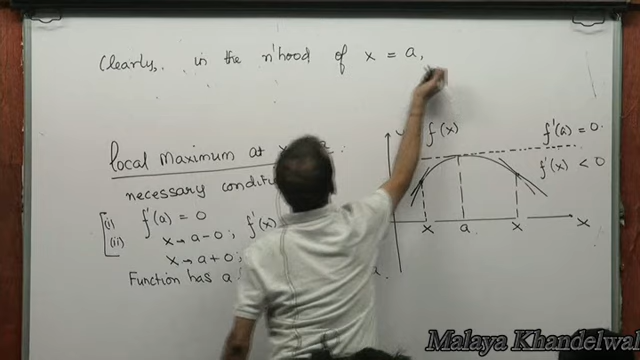 Clearly, in the n'hood of x = a,
Local Maximum at x
necessary condit
(i) f'(a) = 0
(ii) x → a - 0 ; f'(x)
x → a + 0 ;
Function has a
f(x)
f'(a) = 0.
f'(x) < 0
x a x X
Malaya Khandelwal